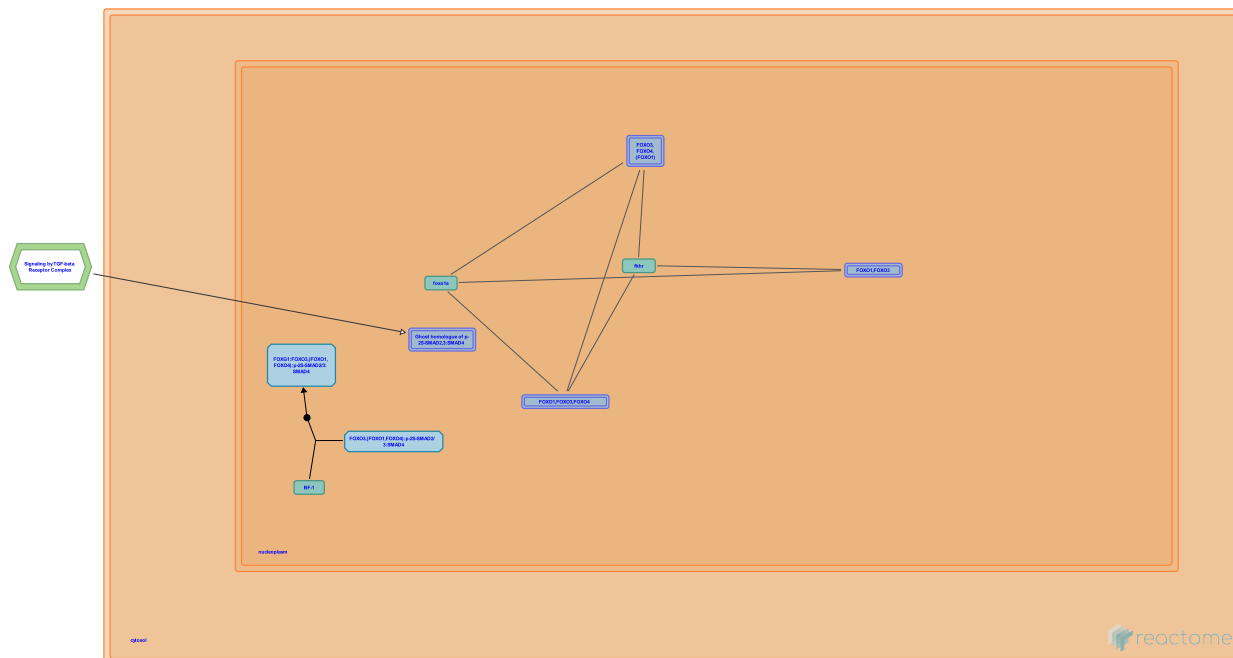 FOXO3,
FOXO4,
(FOXO1)
Signaling by TGF-beta
Receptor Complex
fkhr
FOXO1,FOXO3
foxo1a
Ghost homologue of p-
2S-SMAD2,3:SMAD4
FOXG1:FOXO3,(FOXO1,
FOXO4):p-2S-SMAD2/3:
SMAD4
FOXO1,FOXO3,FOXO4
FOXO3,(FOXO1,FOXO4):p-2S-SMAD2/
3:SMAD4
BF-1
nucleoplasm
cytosol
reactome